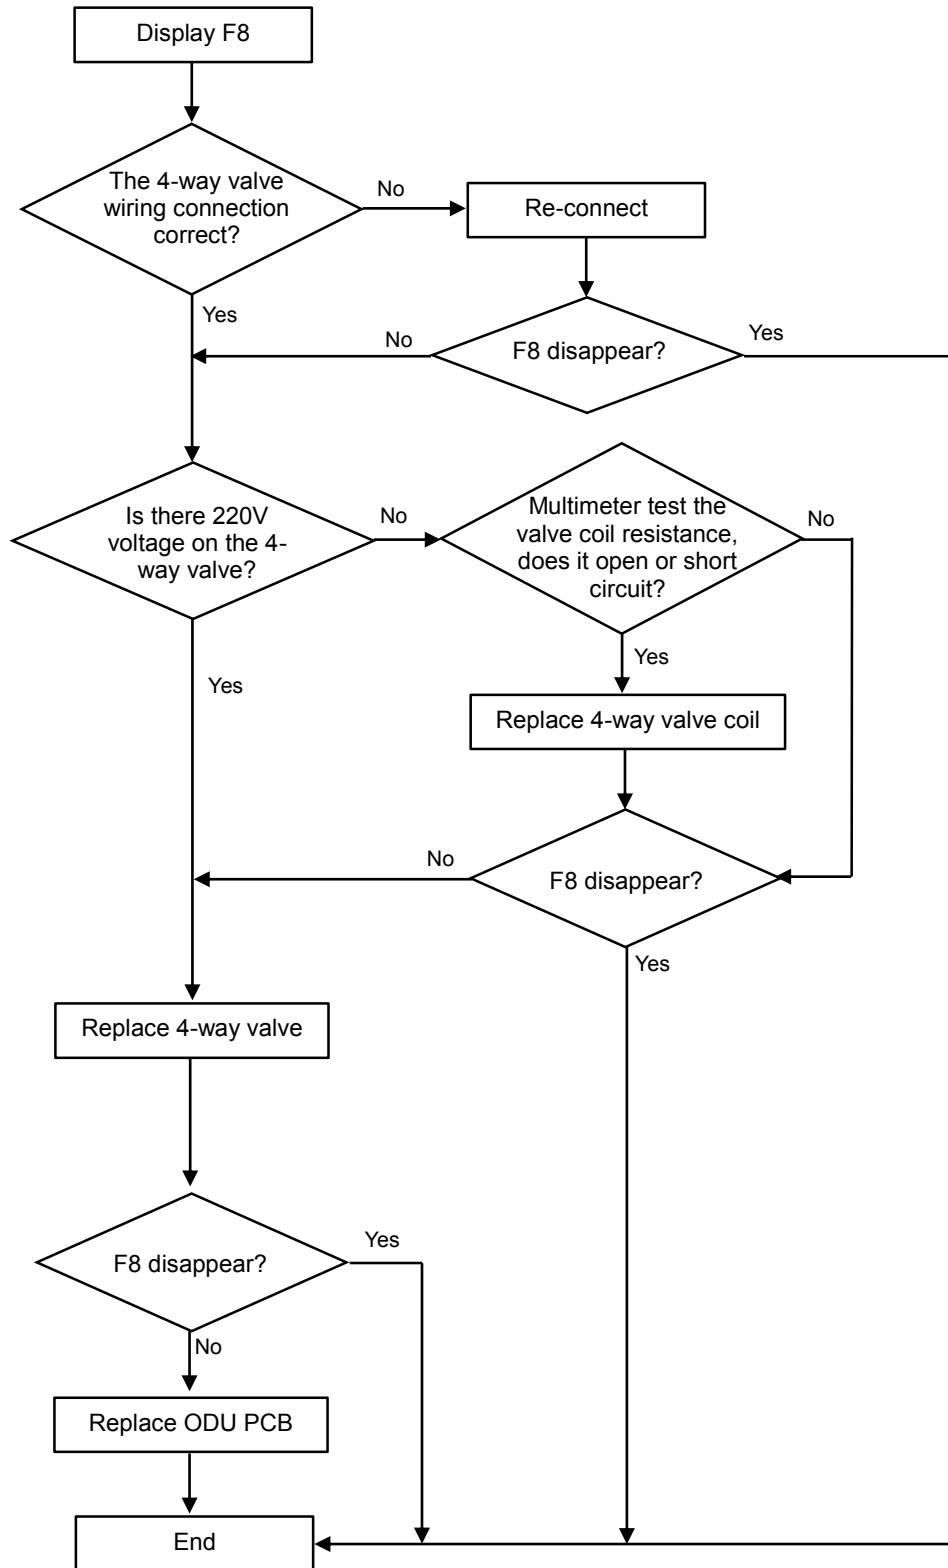 Display F8
The 4-way valve
wiring connection
correct?
No
Re-connect
Yes
No
F8 disappear?
Yes
Is there 220V
voltage on the 4-
way valve?
No
Multimeter test the
valve coil resistance,
does it open or short
circuit?
No
Yes
Yes
Replace 4-way valve coil
No
F8 disappear?
Yes
Replace 4-way valve
F8 disappear?
Yes
No
Replace ODU PCB
End